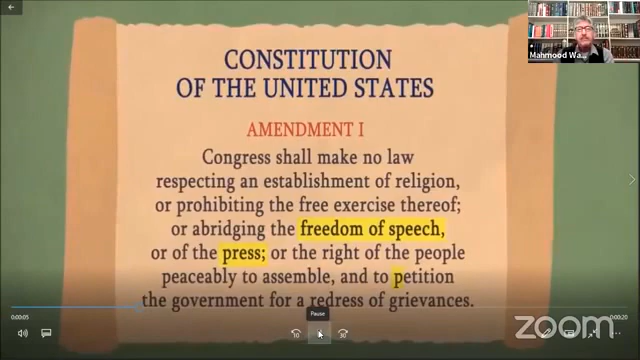 CONSTITUTION
OF THE UNITED STATES
AMENDMENT I
Congress shall make no law
respecting an establishment of religion,
or prohibiting the free exercise thereof;
or abridging the freedom of speech,
or of the press; or the right of the people
peaceably to assemble, and to petition
the government for a redress of grievances.
Mahmood Wa...
0:00:05
Pause
0:00:20
10
30
zoom